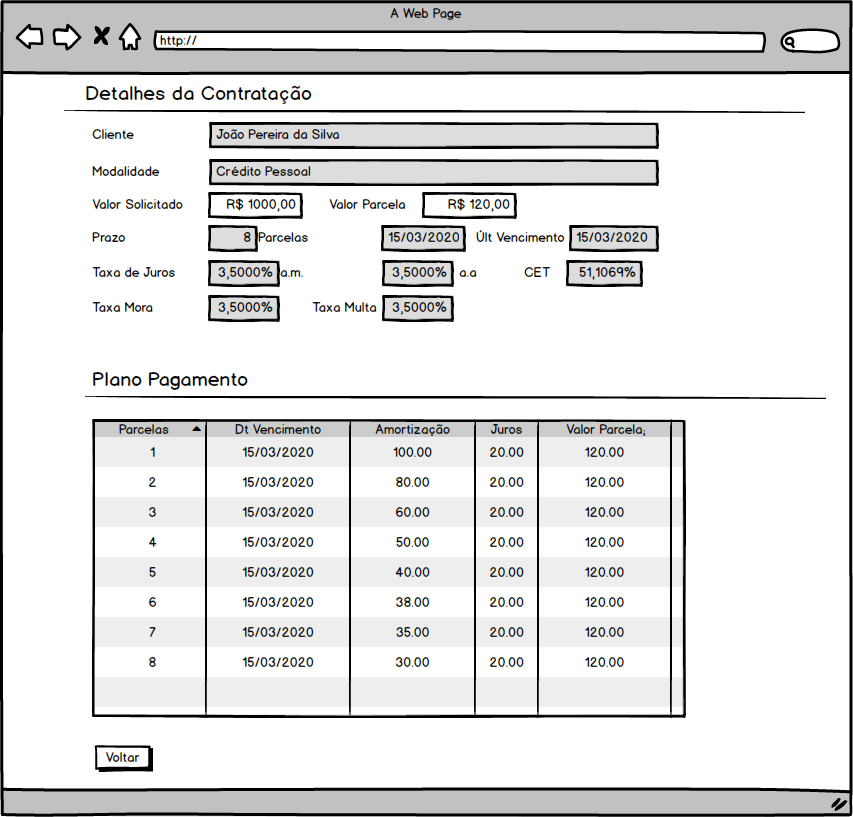 A Web Page
http://
Detalhes da Contratação
Cliente João Pereira da Silva
Modalidade Crédito Pessoal
Valor Solicitado R$ 1000,00 Valor Parcela R$ 120,00
Prazo 8 Parcelas 15/03/2020 Últ Vencimento 15/03/2020
Taxa de Juros 3,5000% a.m. 3,5000% a.a CET 51,1069%
Taxa Mora 3,5000% Taxa Multa 3,5000%
Plano Pagamento
Parcelas Dt Vencimento Amortização Juros Valor Parcela;
1 15/03/2020 100.00 20.00 120.00
2 15/03/2020 80.00 20.00 120.00
3 15/03/2020 60.00 20.00 120.00
4 15/03/2020 50.00 20.00 120.00
5 15/03/2020 40.00 20.00 120.00
6 15/03/2020 38.00 20.00 120.00
7 15/03/2020 35.00 20.00 120.00
8 15/03/2020 30.00 20.00 120.00
Voltar